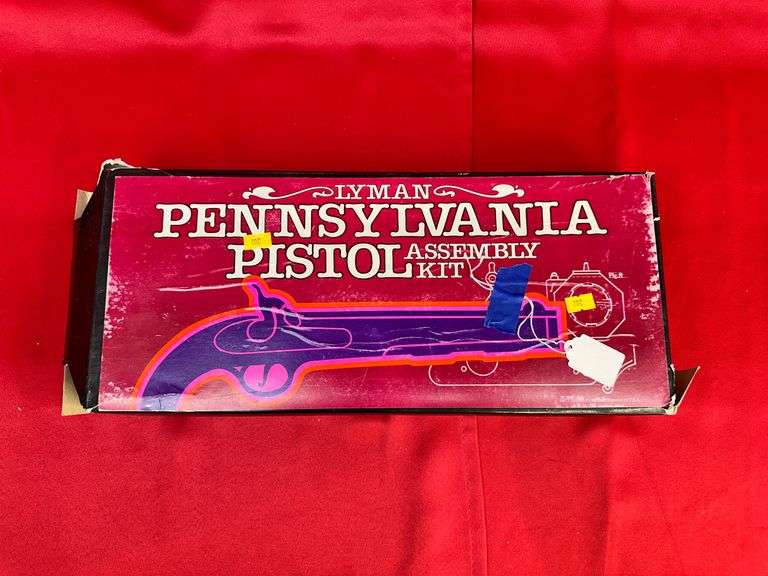 LYMAN
PENNSYLVANIA
PISTOL ASSEMBLY
KIT